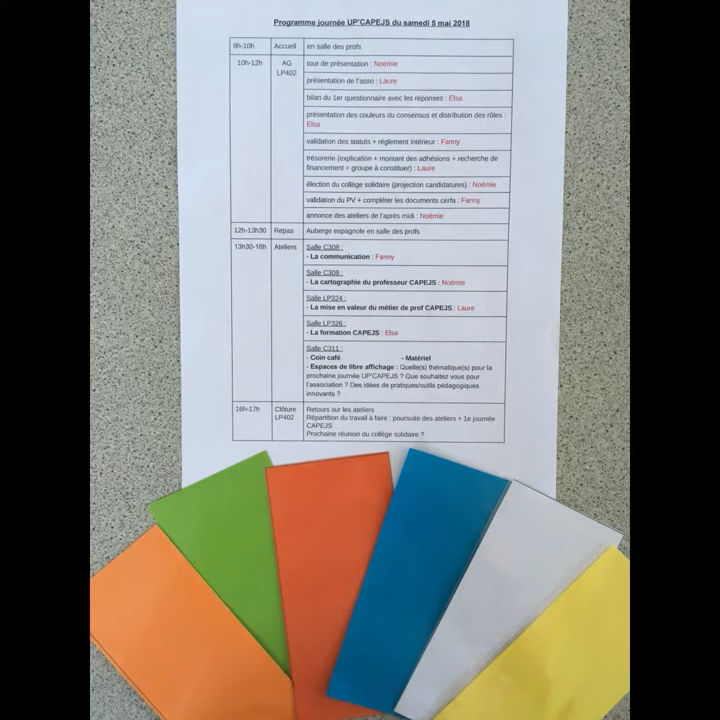 Programme journée UP'CAPEJS du samedi 5 mai 2018
9h-10h Accueil en salle des profs
10h-12h AG tour de présentation : Noémie
LP402
présentation de l'asso : Laure
bilan du 1er questionnaire avec les réponses : Elsa
présentation des couleurs du consensus et distribution des rôles :
Elsa
validation des statuts + règlement intérieur : Fanny
trésorerie (explication + montant des adhésions + recherche de
financement = groupe à constituer) : Laure
élection du collège solidaire (projection candidatures) : Noémie
validation du PV + compléter les documents cerfa : Fanny
annonce des ateliers de l'après midi : Noémie
12h-13h30 Repas Auberge espagnole en salle des profs
13h30-16h Ateliers Salle C308 :
- La communication : Fanny
Salle C309 :
- La cartographie du professeur CAPEJS : Noémie
Salle LP324 :
- La mise en valeur du métier de prof CAPEJS : Laure
Salle LP326 :
- La formation CAPEJS : Elsa
Salle C311 :
- Coin café - Matériel
- Espaces de libre affichage : Quelle(s) thématique(s) pour la
prochaine journée UP'CAPEJS ? Que souhaitez vous pour
l'association ? Des idées de pratiques/outils pédagogiques
innovants ?
16h-17h Clôture Retours sur les ateliers
LP402 Répartition du travail à faire : poursuite des ateliers + 1e journée
CAPEJS
Prochaine réunion du collège solidaire ?